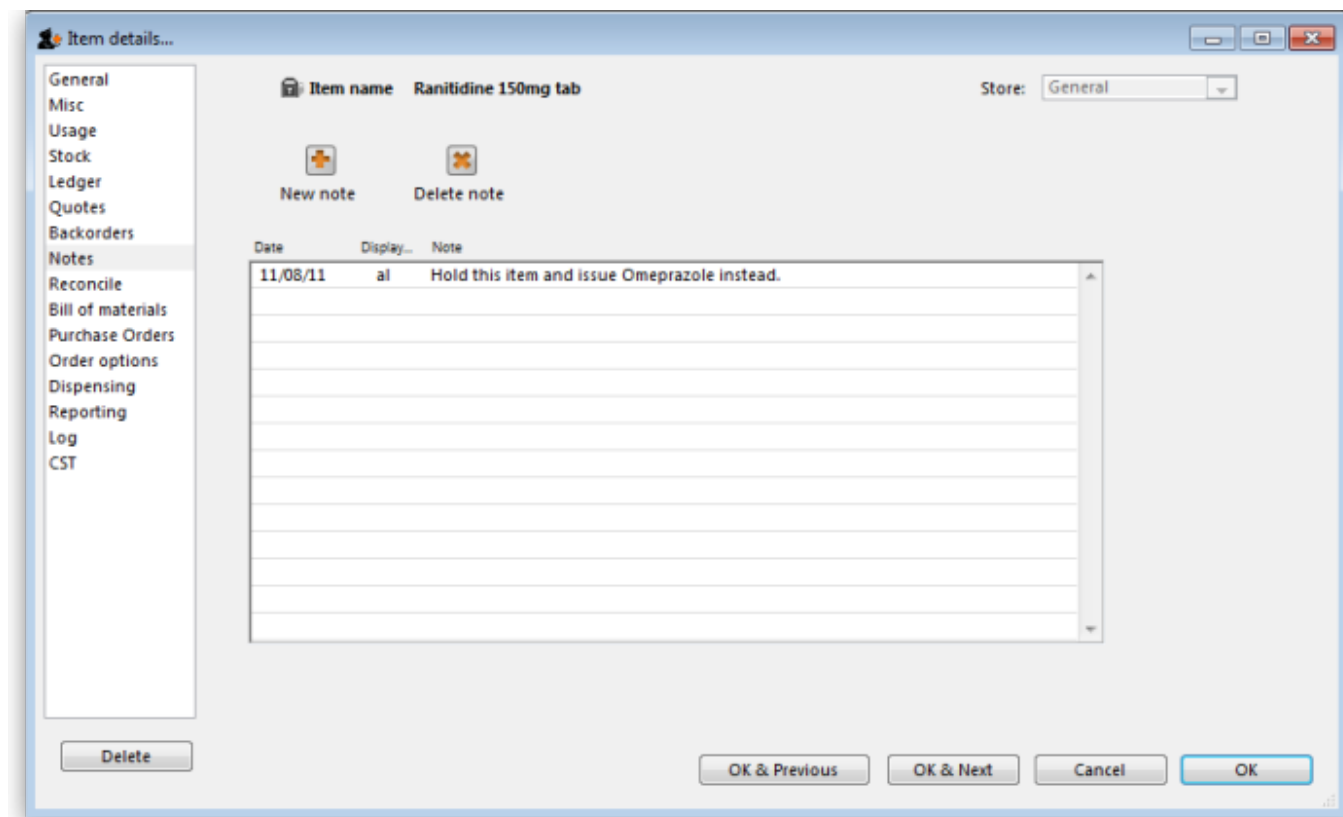 Item details...
General
Misc
Usage
Stock
Ledger
Quotes
Backorders
Notes
Reconcile
Bill of materials
Purchase Orders
Order options
Dispensing
Reporting
Log
CST
Delete
Item name Ranitidine 150mg tab
Store: General
New note Delete note
Date Display... Note
11/08/11 al Hold this item and issue Omeprazole instead.
OK & Previous OK & Next Cancel OK